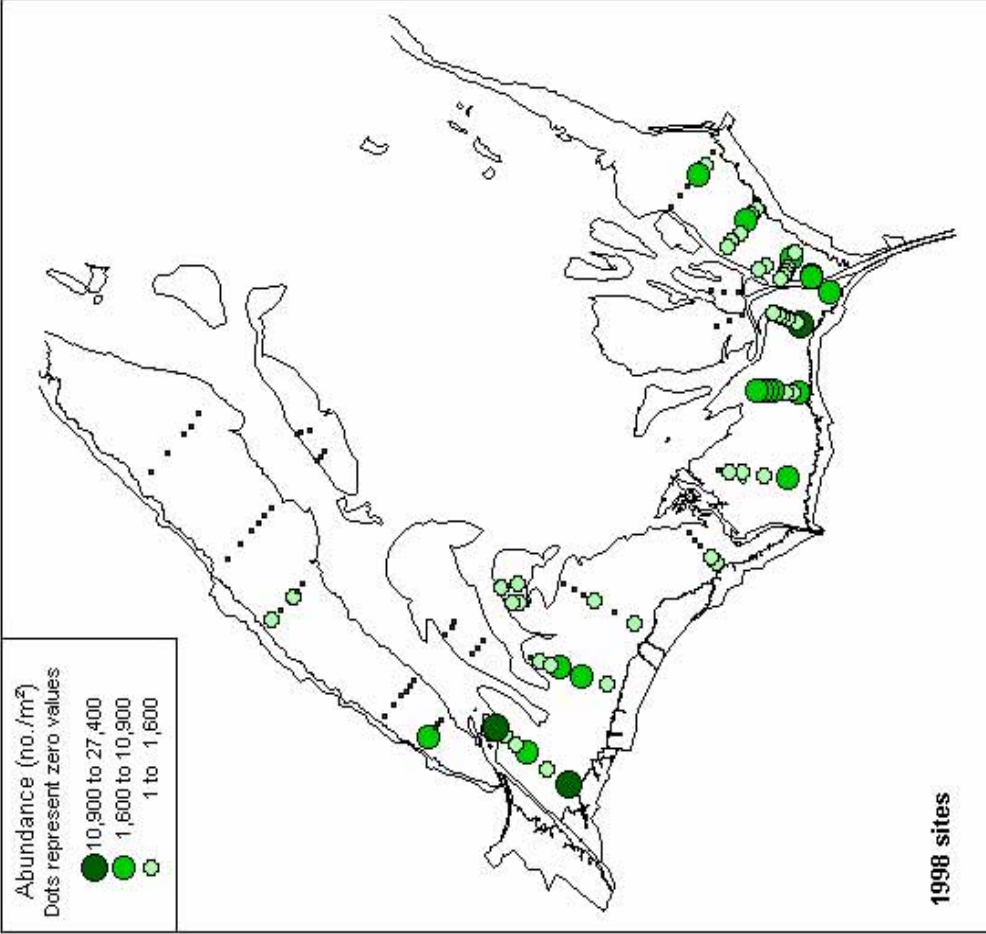 Abundance (no./m²)
Dots represent zero values
10,900 to 27,400
1,600 to 10,900
1 to 1,600
1998 sites